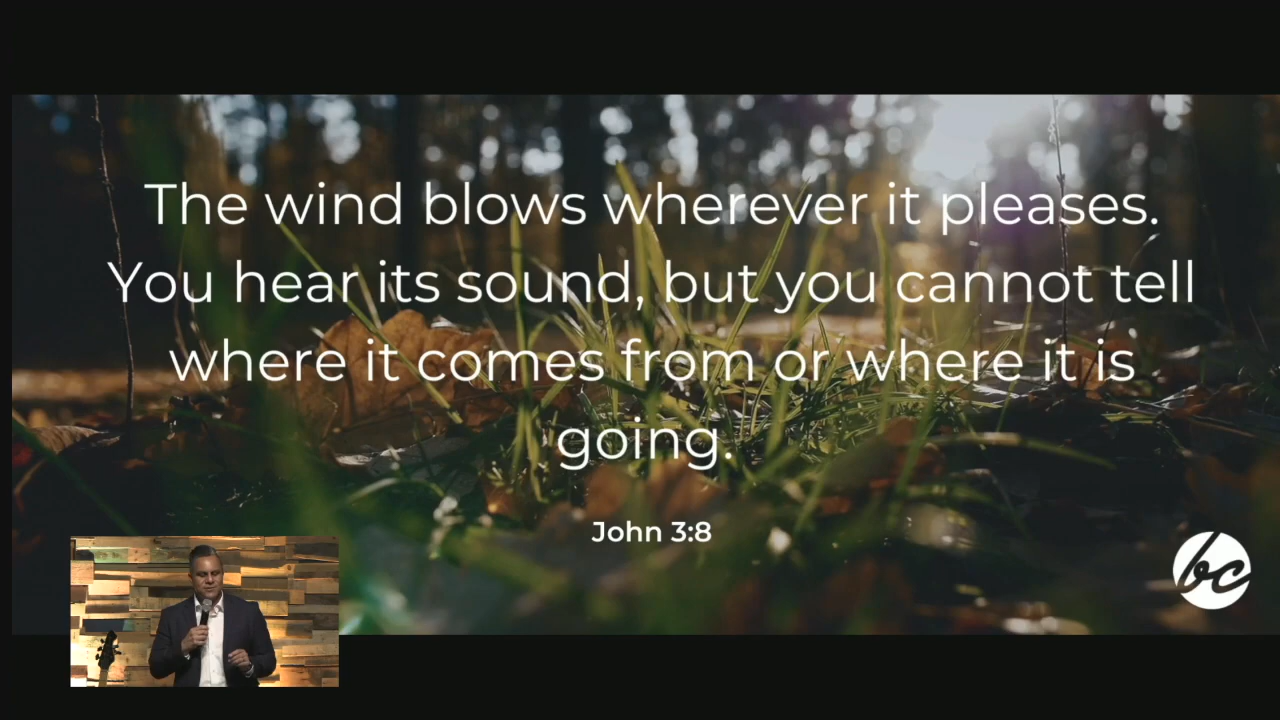 The wind blows wherever it pleases.
You hear its sound, but you cannot tell
where it comes from or where it is
going.
John 3:8
bc